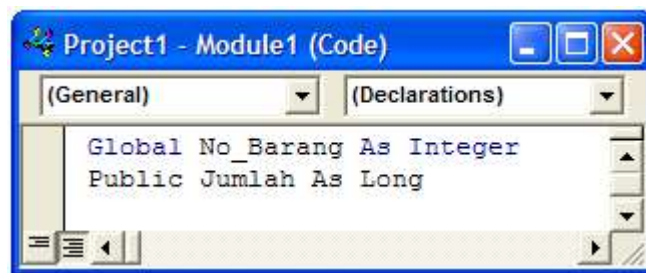 Project1 - Module1 (Code)
(General) (Declarations)
Global No_Barang As Integer
Public Jumlah As Long